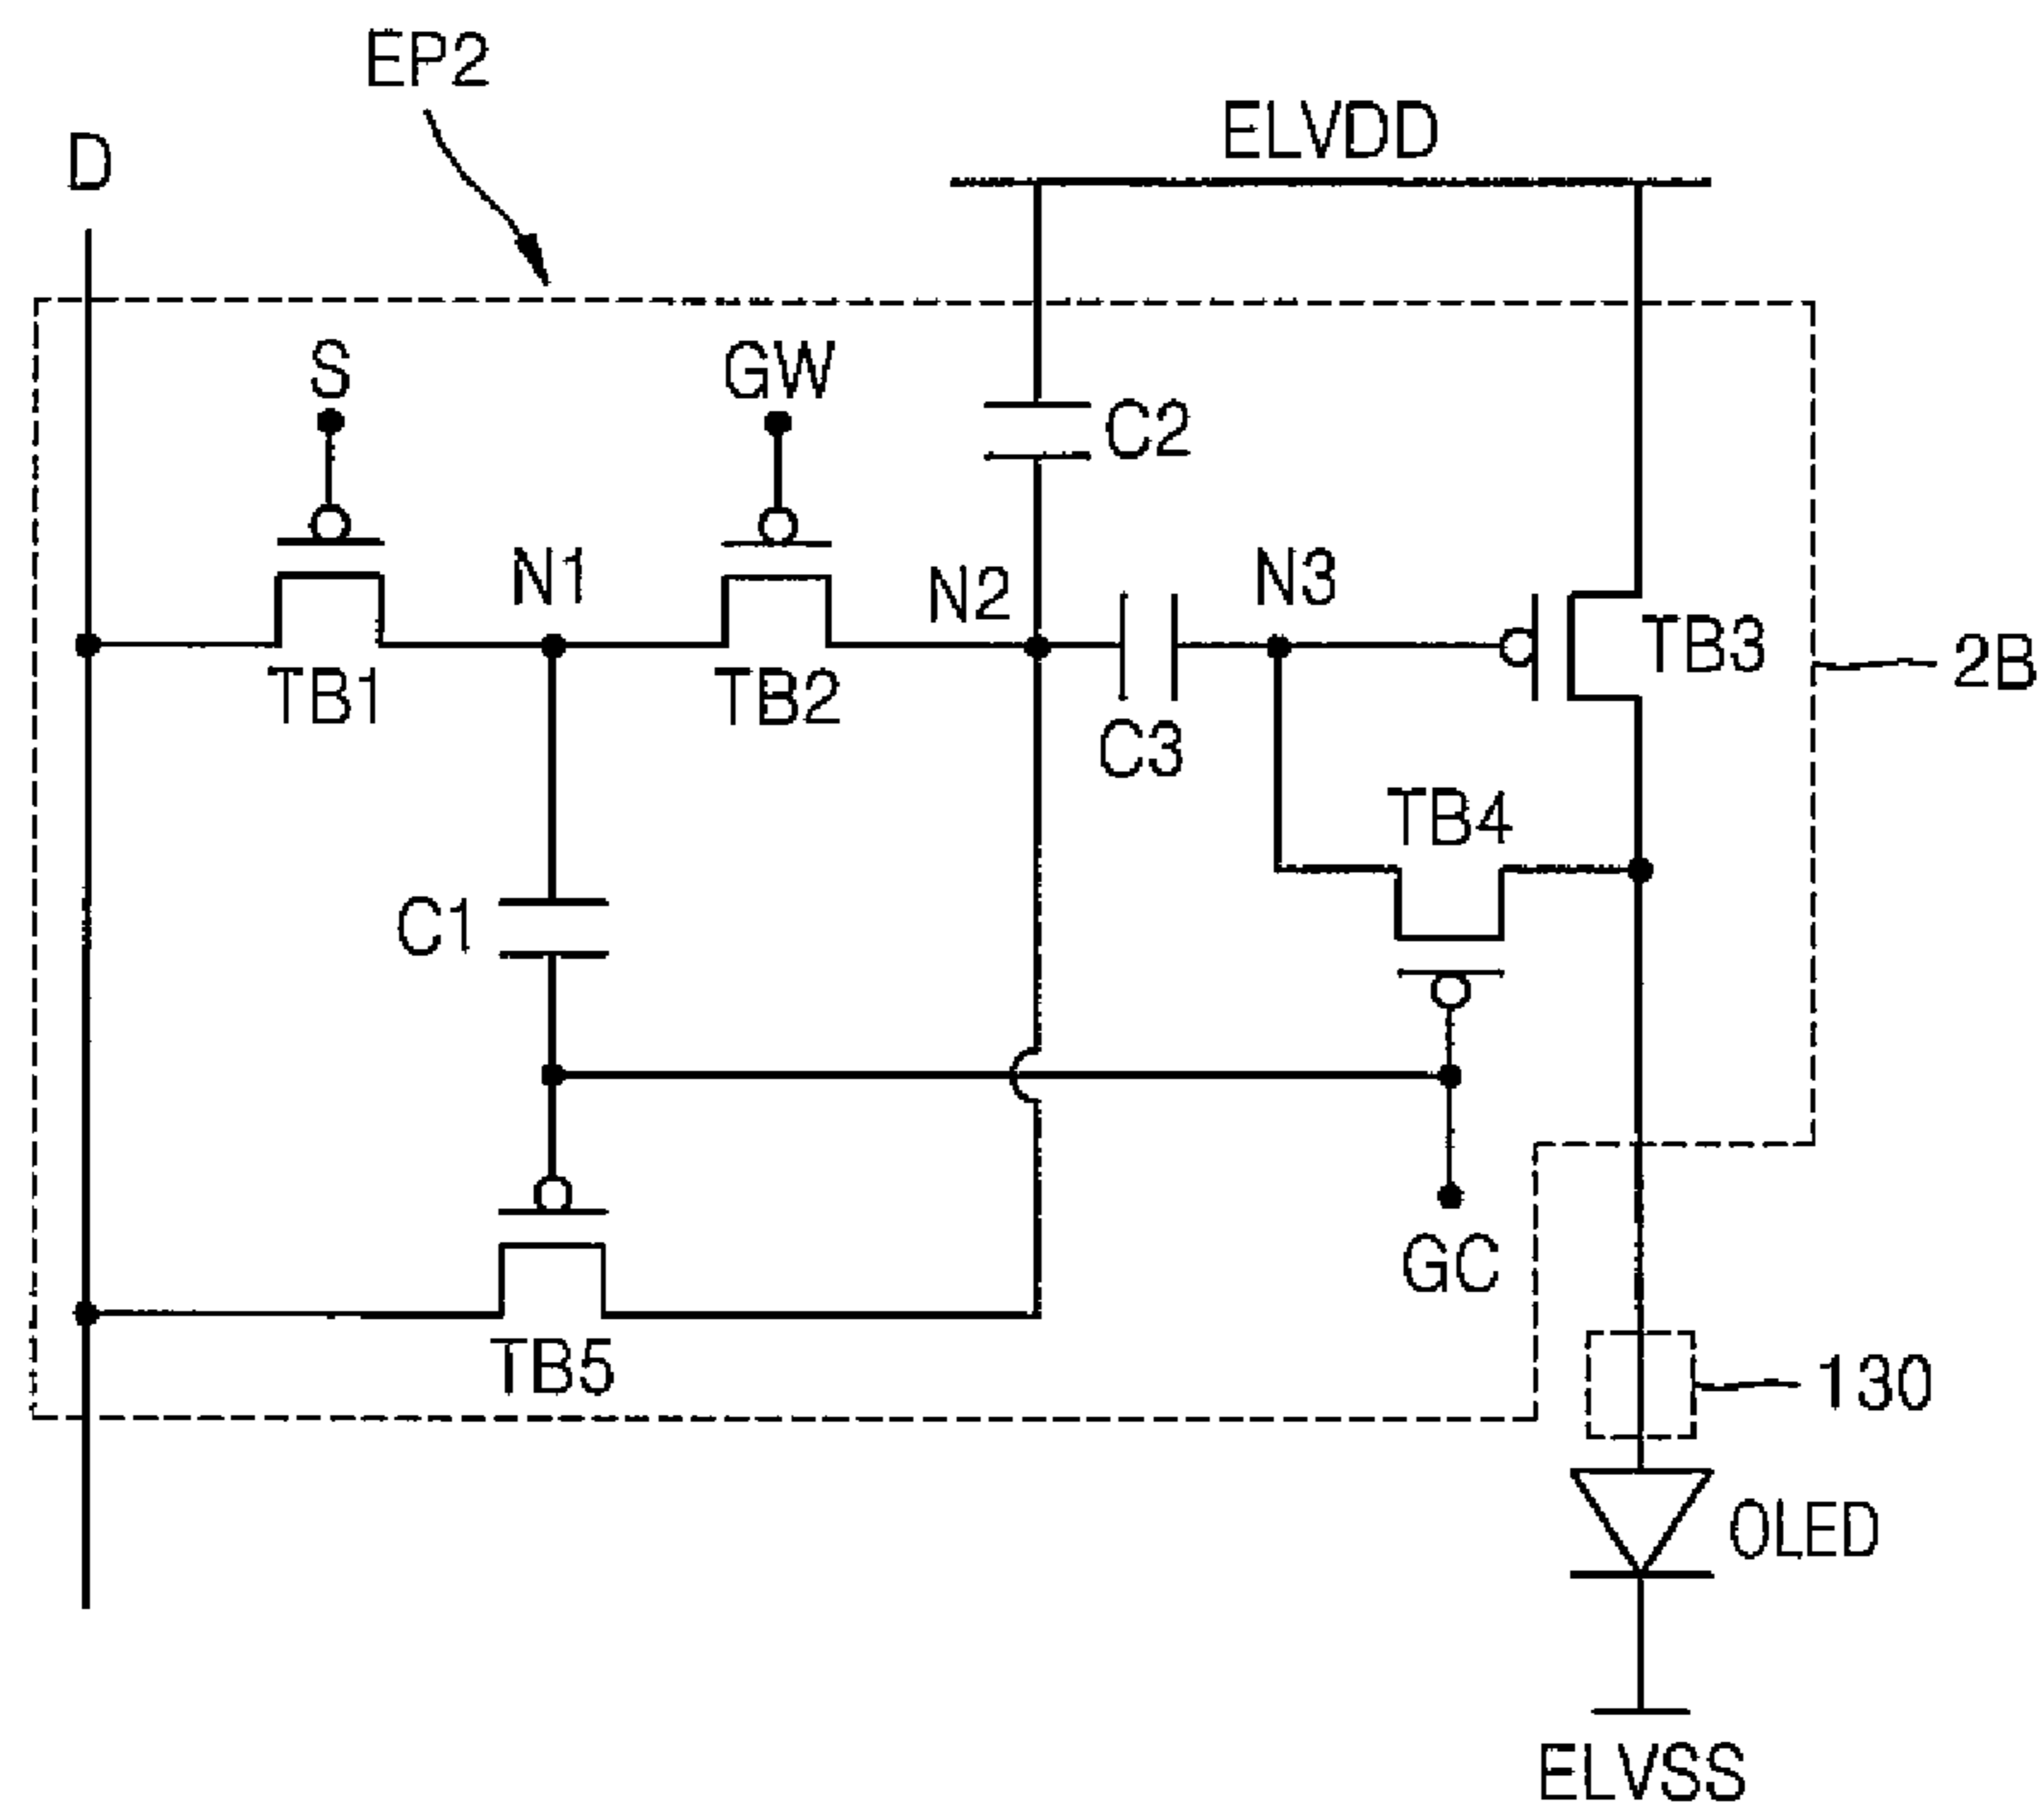 EP2
ELVDD
D
S
GW
C2
N1
N2
N3
TB1
TB2
TB3
2B
C3
TB4
C1
GC
TB5
130
OLED
ELVSS